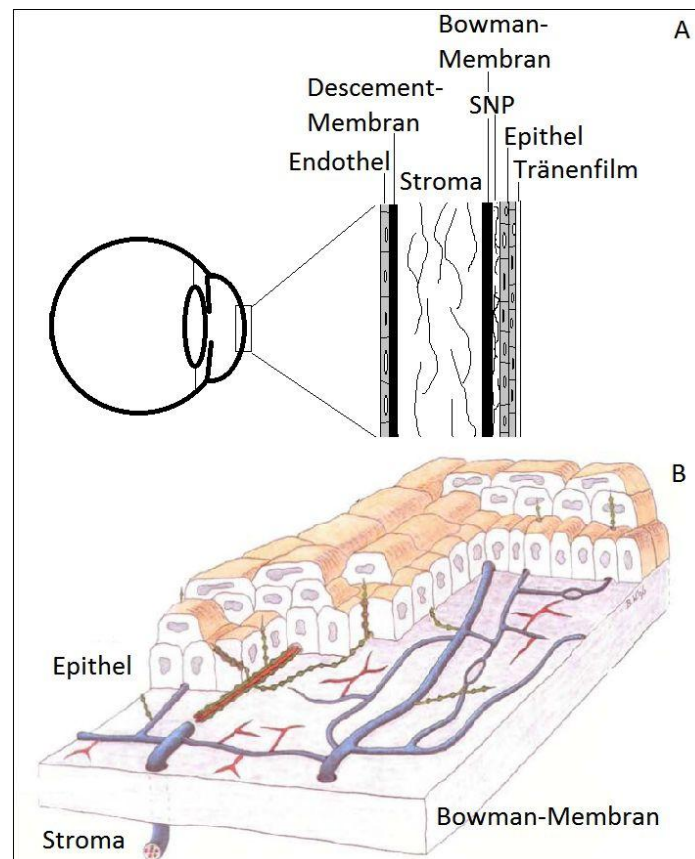 A
Bowman-
Membran
Descement-
Membran
SNP
Epithel
Endothel
Stroma
Tränenfilm
B
Epithel
Bowman-Membran
Stroma